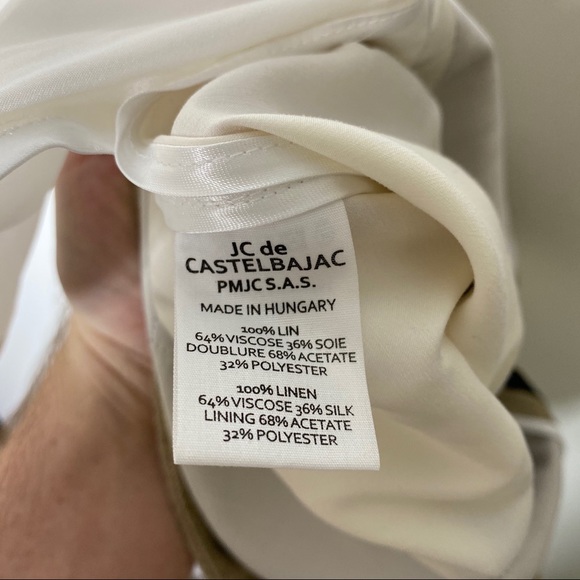 JC de
CASTELBAJAC
PMJC S.A.S.
MADE IN HUNGARY
100% LIN
64% VISCOSE 36% SOIE
DOUBLURE 68% ACETATE
32% POLYESTER
100% LINEN
64% VISCOSE 36% SILK
LINING 68% ACETATE
32% POLYESTER